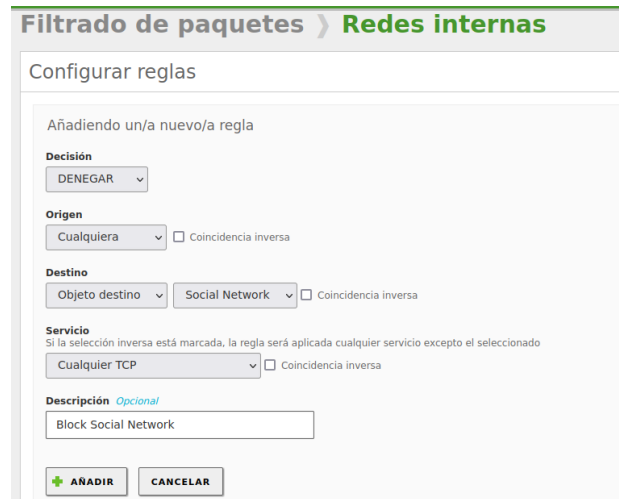 Filtrado de paquetes ❯ Redes internas
Configurar reglas
Añadiendo un/a nuevo/a regla
Decisión
DENEGAR
Origen
Cualquiera Coincidencia inversa
Destino
Objeto destino Social Network Coincidencia inversa
Servicio
Si la selección inversa está marcada, la regla será aplicada cualquier servicio excepto el seleccionado
Cualquier TCP Coincidencia inversa
Descripción Opcional
Block Social Network
AÑADIR CANCELAR